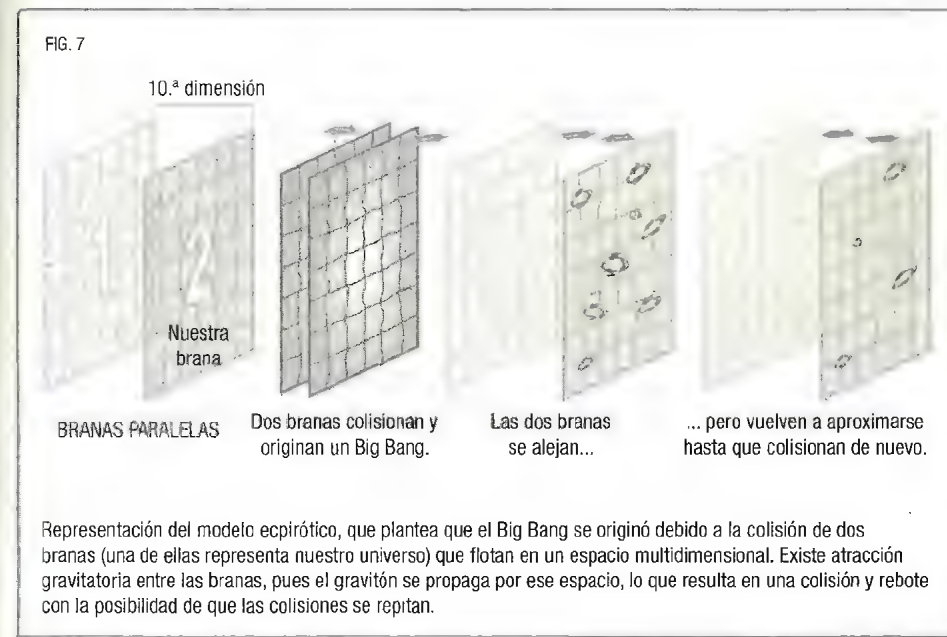 FIG. 7
10.ª dimensión
1
2
Nuestra
brana
BRANAS PARALELAS
Dos branas colisionan y
originan un Big Bang.
Las dos branas
se alejan...
... pero vuelven a aproximarse
hasta que colisionan de nuevo.
Representación del modelo ecpirótico, que plantea que el Big Bang se originó debido a la colisión de dos
branas (una de ellas representa nuestro universo) que flotan en un espacio multidimensional. Existe atracción
gravitatoria entre las branas, pues el gravitón se propaga por ese espacio, lo que resulta en una colisión y rebote
con la posibilidad de que las colisiones se repitan.